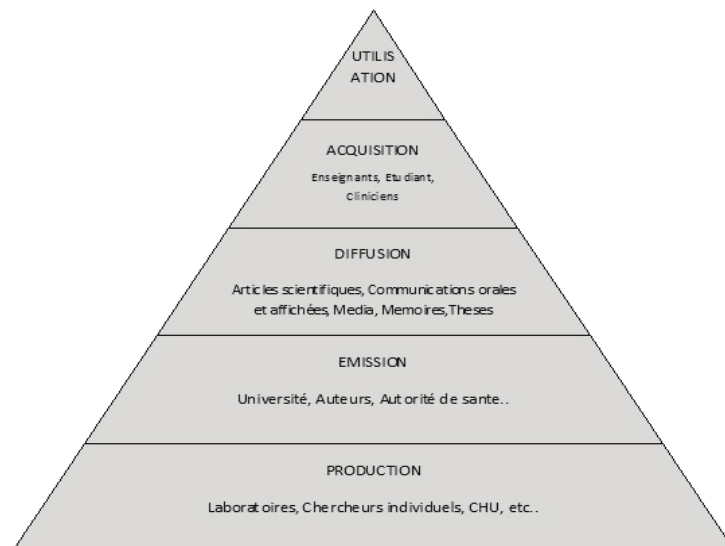 UTILIS
ATION
ACQUISITION
Enseignants, Etudiant,
Cliniciens
DIFFUSION
Articles scientifiques, Communications orales
et affichées, Media, Memoires,Theses
EMISSION
Université, Auteurs, Autorité de sante..
PRODUCTION
Laboratoires, Chercheurs individuels, CHU, etc..